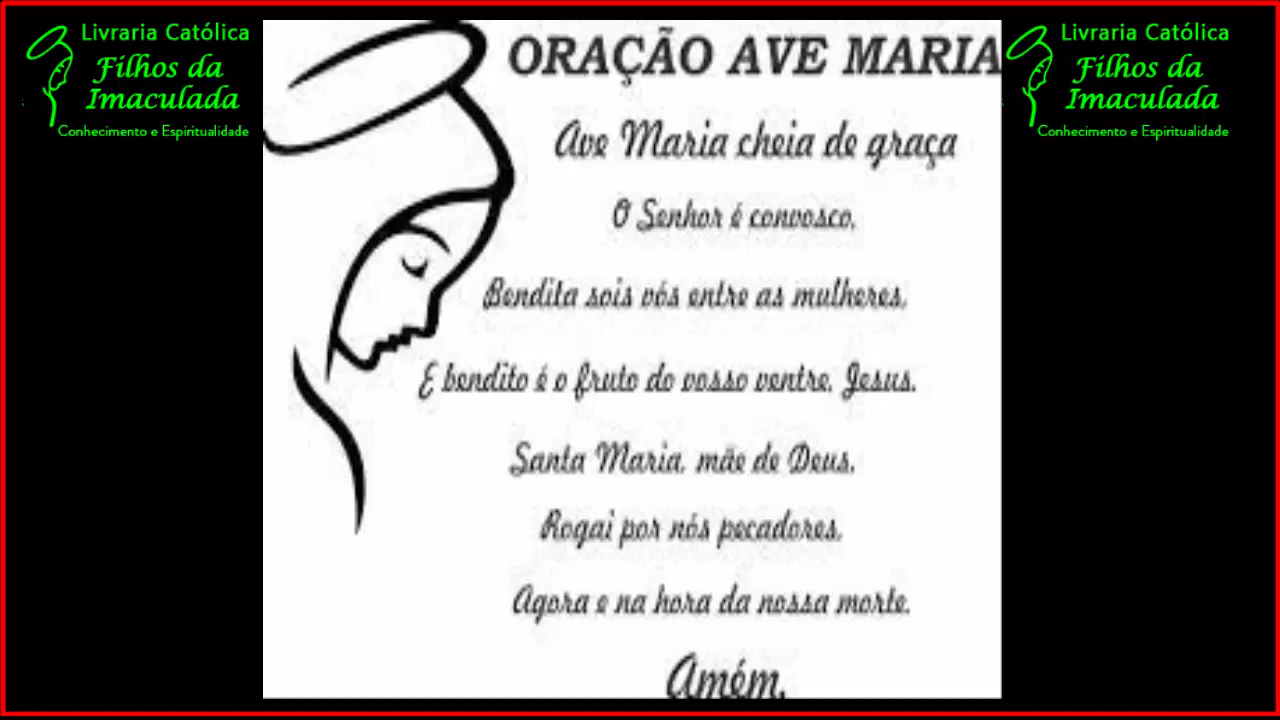 Livraria Católica
Filhos da
Imaculada
Conhecimento e Espiritualidade
ORAÇÃO AVE MARIA
Ave Maria cheia de graça
O Senhor é convosco,
Bendita sois vós entre as mulheres,
E bendito é o fruto do vosso ventre, Jesus.
Santa Maria, mãe de Deus,
Rogai por nós pecadores,
Agora e na hora da nossa morte.
Amém.
Livraria Católica
Filhos da
Imaculada
Conhecimento e Espiritualidade